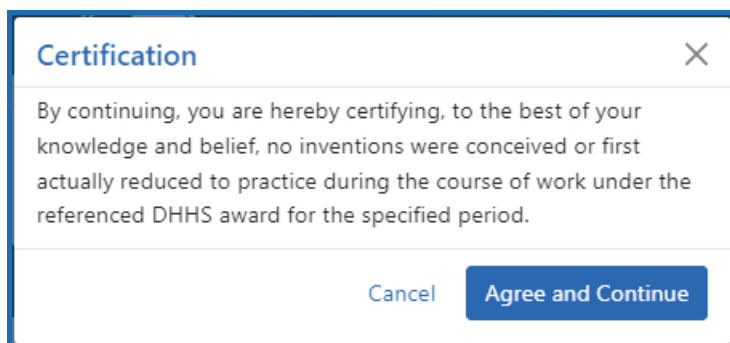 Certification
By continuing, you are hereby certifying, to the best of your
knowledge and belief, no inventions were conceived or first
actually reduced to practice during the course of work under the
referenced DHHS award for the specified period.
Cancel
Agree and Continue